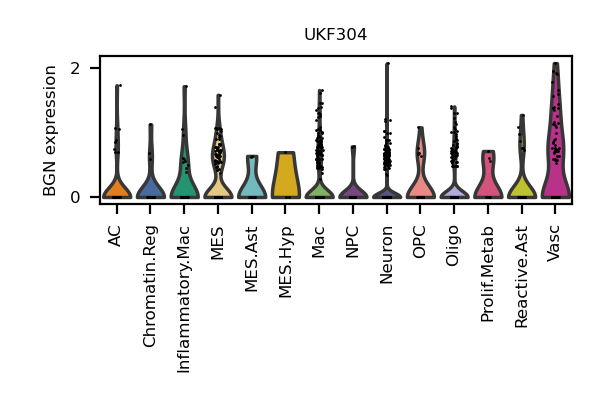 UKF304
BGN expression
2
0
AC
Chromatin.Reg
Inflammatory.Mac
MES
MES.Ast
MES.Hyp
Mac
NPC
Neuron
OPC
Oligo
Prolif.Metab
Reactive.Ast
Vasc